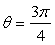 θ = 3π/4